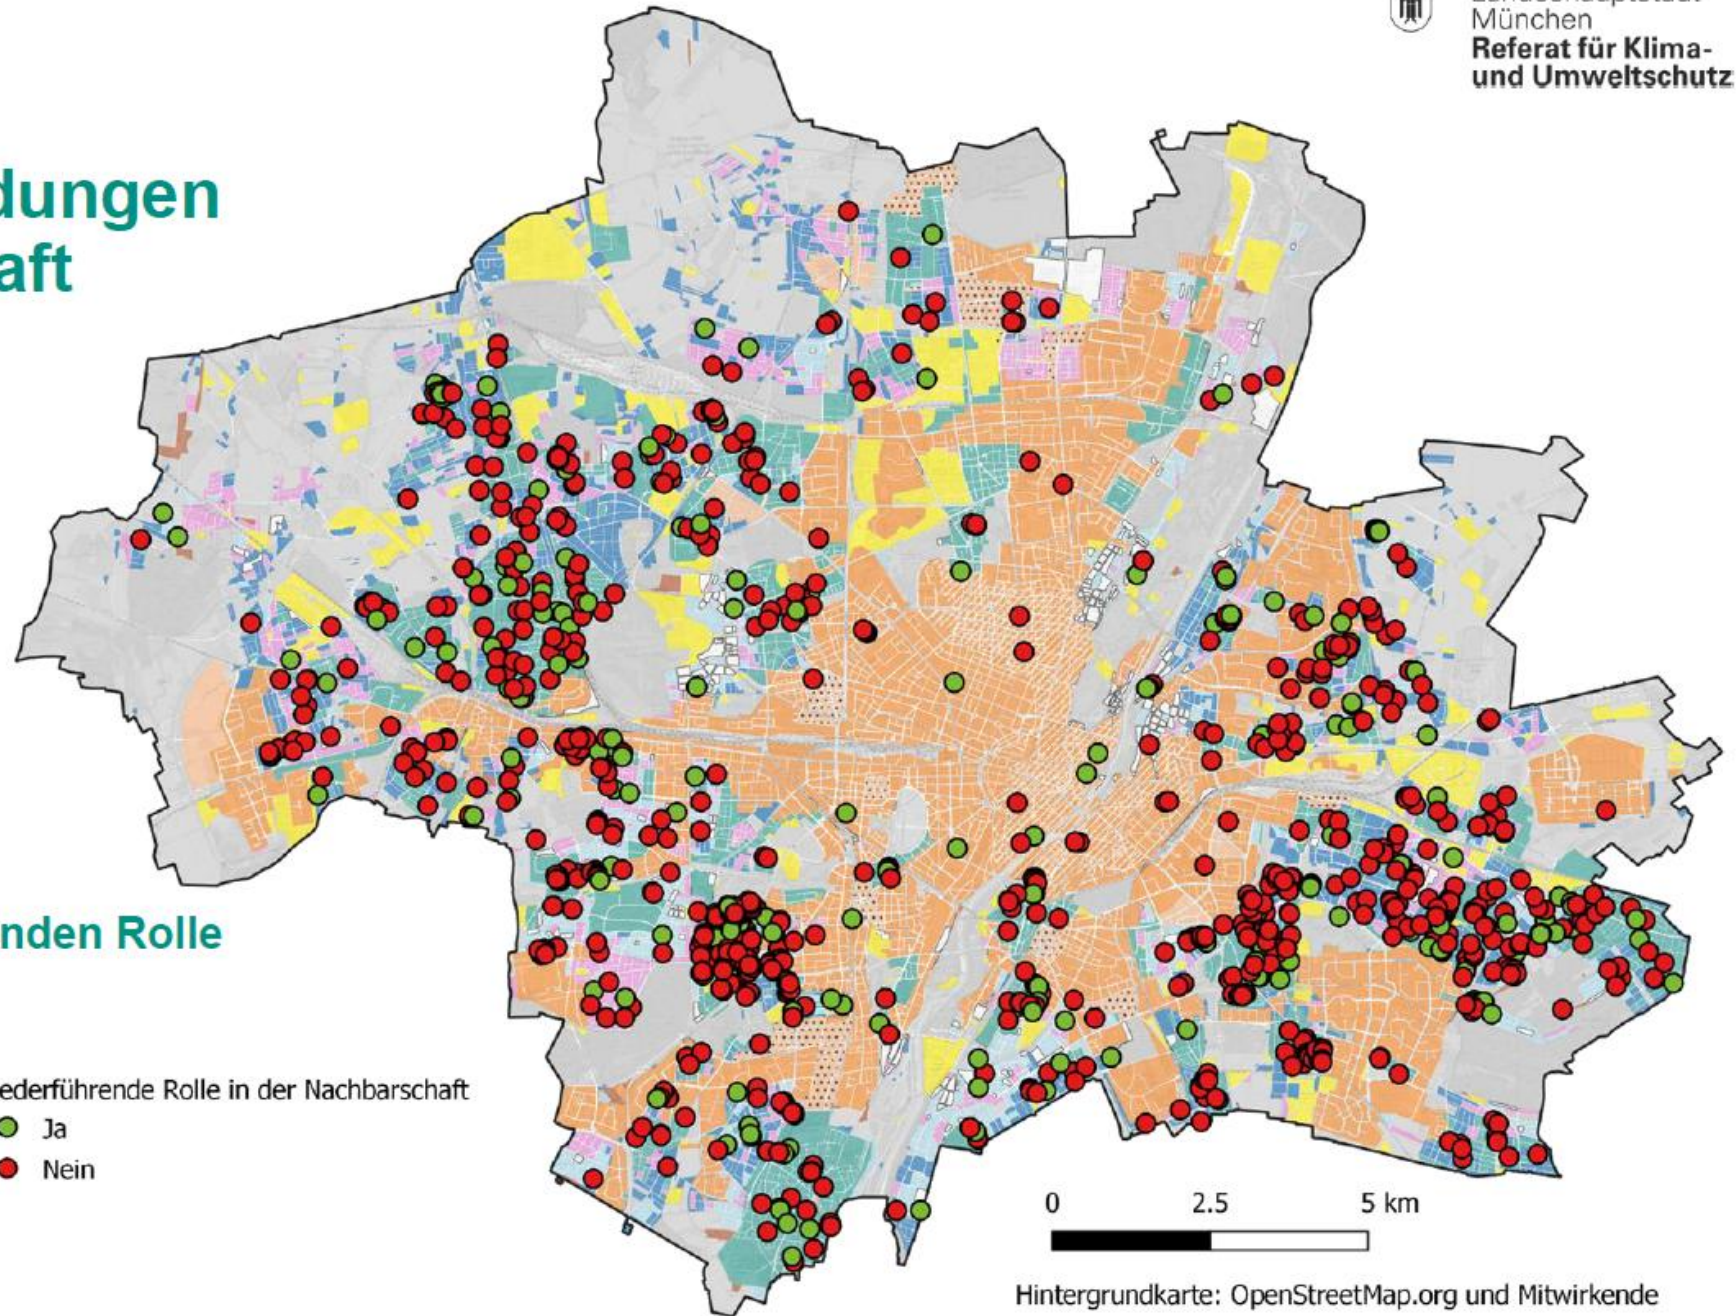 München
Referat für Klima-
und Umweltschutz
dungen
aft
nden Rolle
ederführende Rolle in der Nachbarschaft
Ja
Nein
0 2.5 5 km
Hintergrundkarte: OpenStreetMap.org und Mitwirkende